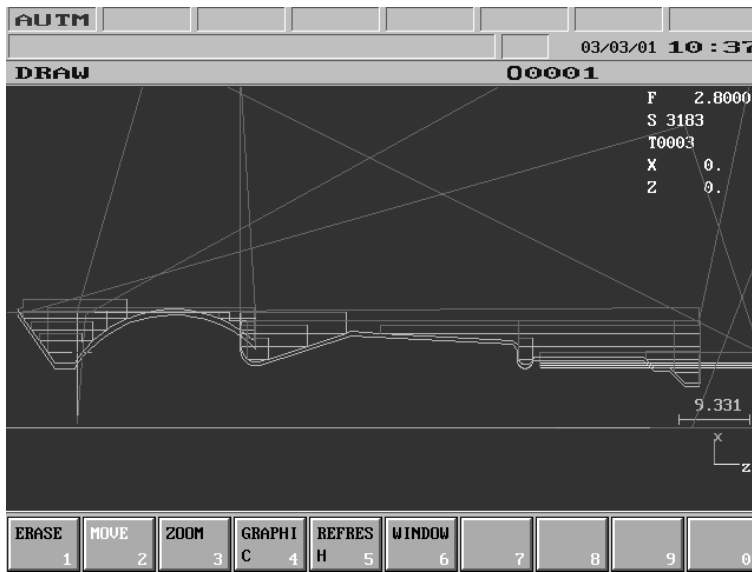 AUTM
03/03/01 10:37
DRAW O0001
F 2.8000
S 3183
T0003
X 0.
Z 0.
9.331
X
Z
ERASE 1
MOVE 2
ZOOM 3
GRAPHI
C 4
REFRES
H 5
WINDOW 6
7
8
9
0